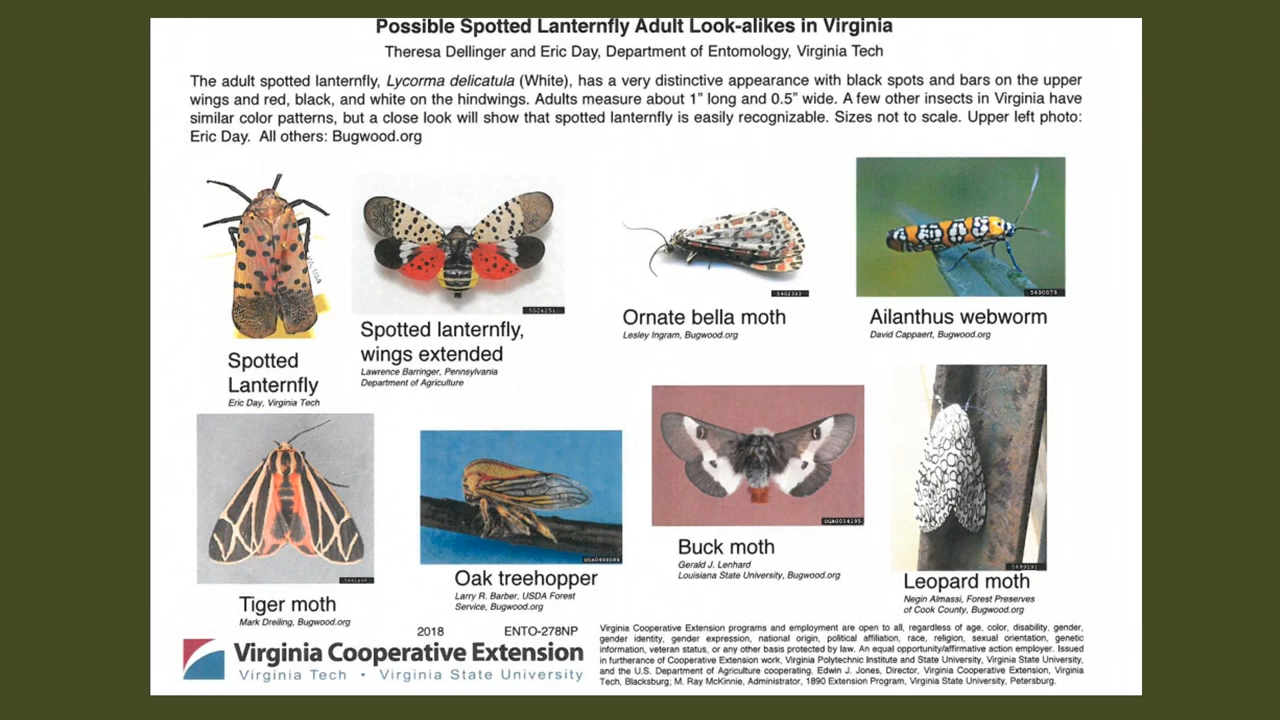 Possible Spotted Lanternfly Adult Look-alikes in Virginia
Theresa Dellinger and Eric Day, Department of Entomology, Virginia Tech
The adult spotted lanternfly, Lycorma delicatula (White), has a very distinctive appearance with black spots and bars on the upper
wings and red, black, and white on the hindwings. Adults measure about 1” long and 0.5” wide. A few other insects in Virginia have
similar color patterns, but a close look will show that spotted lanternfly is easily recognizable. Sizes not to scale. Upper left photo:
Eric Day. All others: Bugwood.org
Spotted
Lanternfly
Eric Day, Virginia Tech
Spotted lanternfly,
wings extended
Lawrence Barringer, Pennsylvania
Department of Agriculture
Ornate bella moth
Lesley Ingram, Bugwood.org
5490079
Ailanthus webworm
David Cappaert, Bugwood.org
Tiger moth
Mark Dreiling, Bugwood.org
Oak treehopper
Larry R. Barber, USDA Forest
Service, Bugwood.org
Buck moth
Gerald J. Lenhard
Louisiana State University, Bugwood.org
Leopard moth
Negin Almassi, Forest Preserves
of Cook County, Bugwood.org
2018 ENTO-278NP
Virginia Cooperative Extension
Virginia Tech • Virginia State University
Virginia Cooperative Extension programs and employment are open to all, regardless of age, color, disability, gender,
gender identity, gender expression, national origin, political affiliation, race, religion, sexual orientation, genetic
information, veteran status, or any other basis protected by law. An equal opportunity/affirmative action employer. Issued
in furtherance of Cooperative Extension work, Virginia Polytechnic Institute and State University, Virginia State University,
and the U.S. Department of Agriculture cooperating. Edwin J. Jones, Director, Virginia Cooperative Extension, Virginia
Tech, Blacksburg; M. Ray McKinnie, Administrator, 1890 Extension Program, Virginia State University, Petersburg.